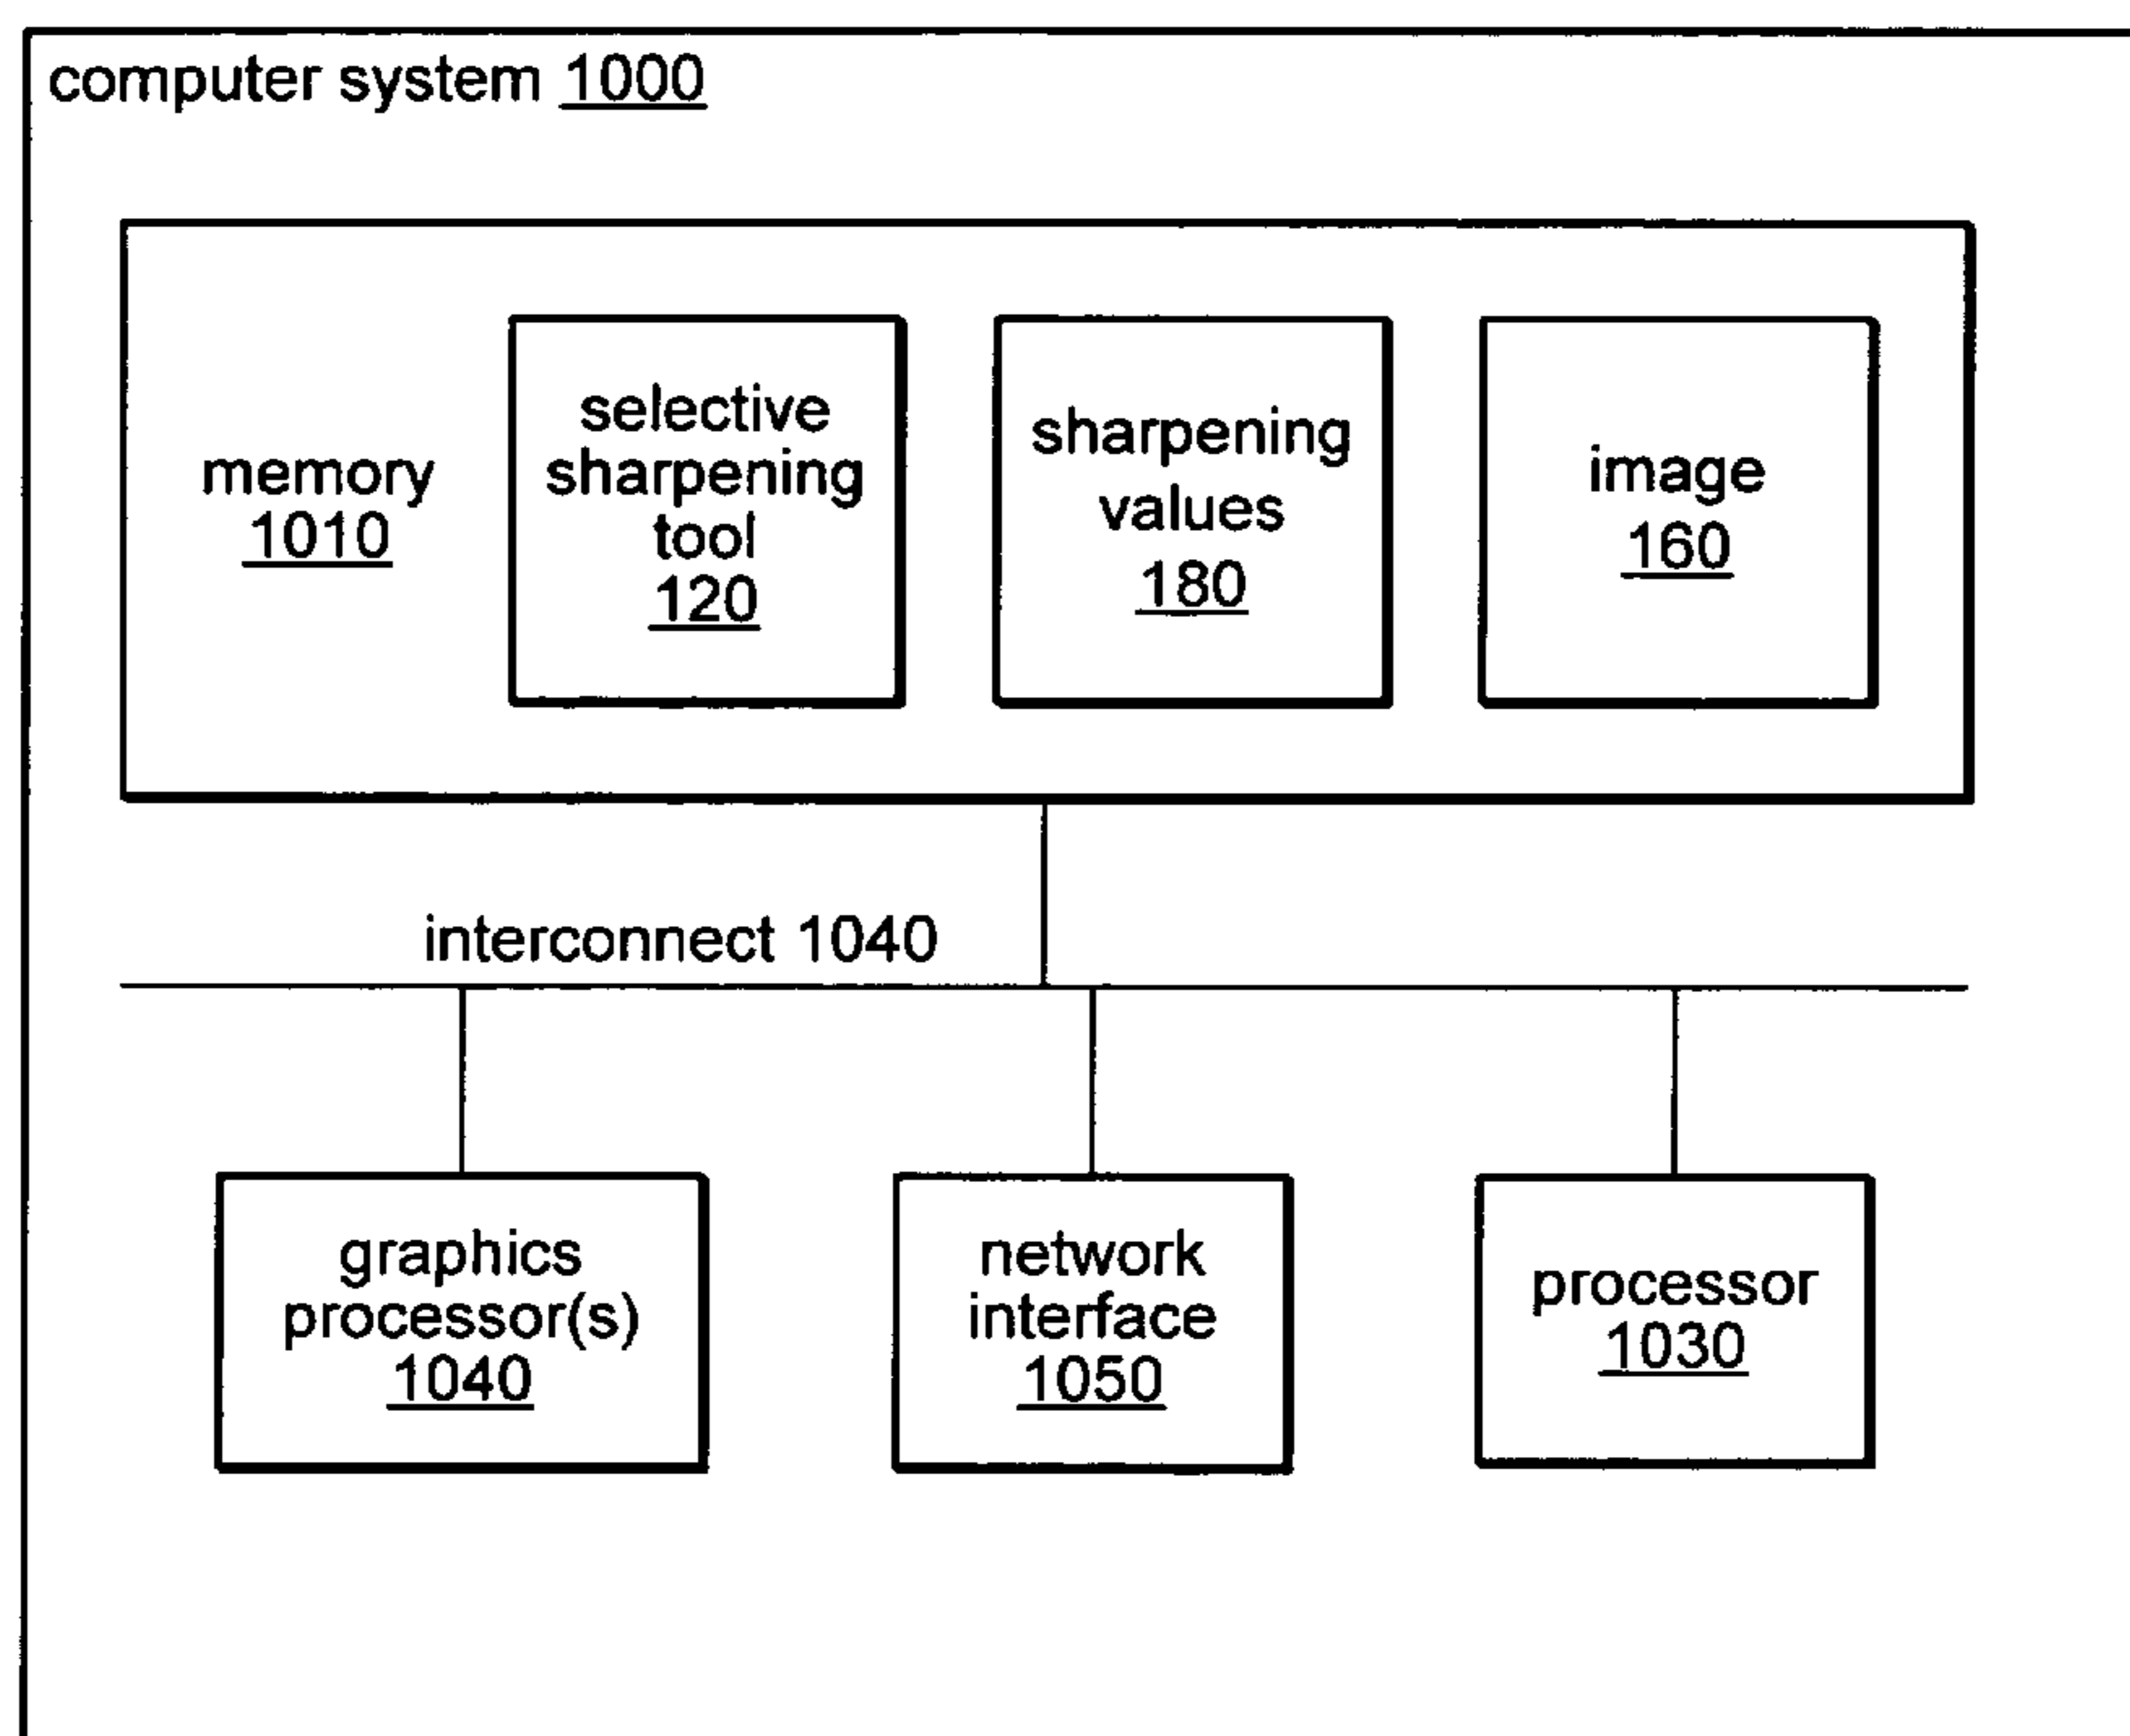 computer system 1000
memory
1010
selective
sharpening
tool
120
sharpening
values
180
image
160
interconnect 1040
graphics
processor(s)
1040
network
interface
1050
processor
1030